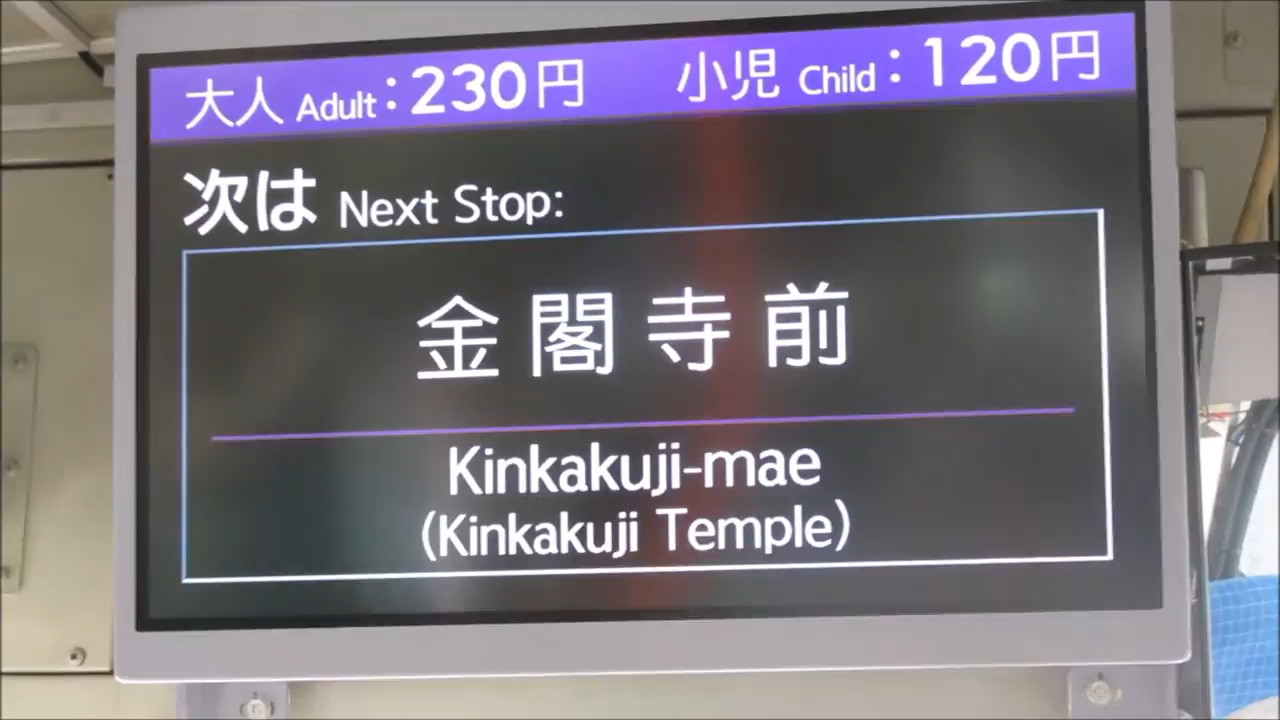 大人 Adult：230円 小児 Child：120円
次は Next Stop:
金閣寺前
Kinkakuji-mae
(Kinkakuji Temple)